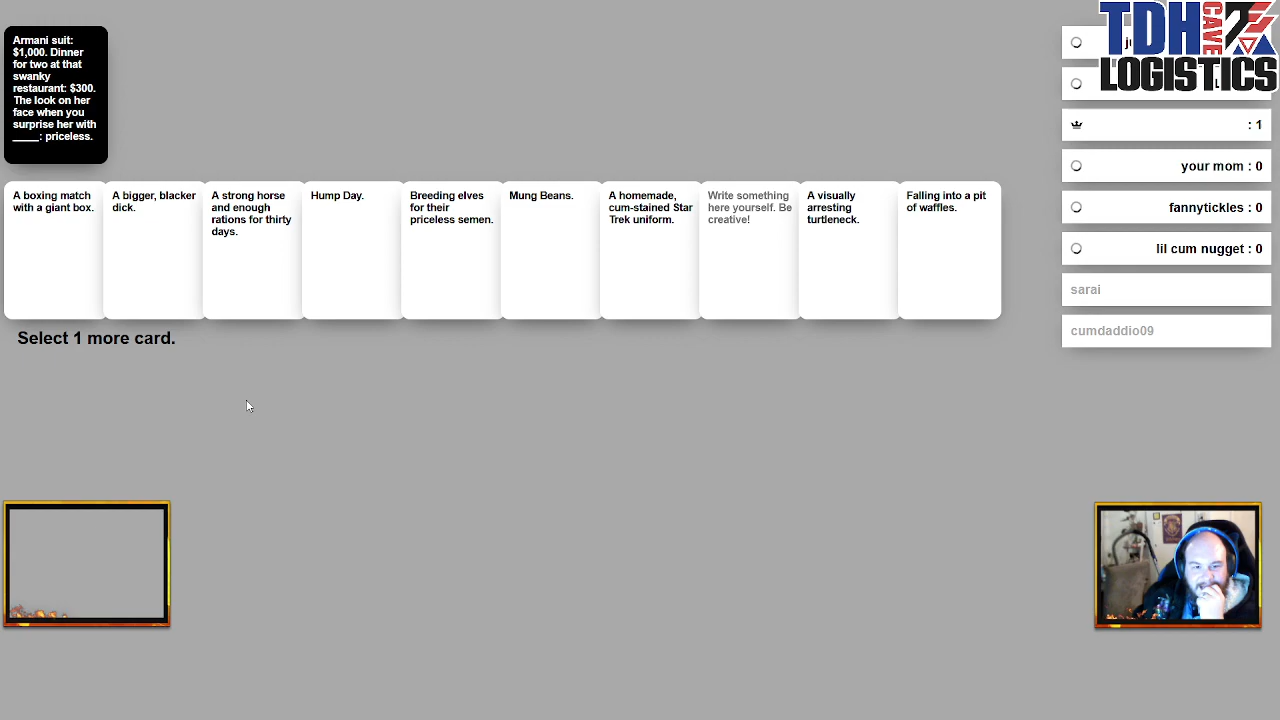 Armani suit:
$1,000. Dinner
for two at that
swanky
restaurant: $300.
The look on her
face when you
surprise her with
_____: priceless.
A boxing match
with a giant box.
A bigger, blacker
dick.
A strong horse
and enough
rations for thirty
days.
Hump Day.
Breeding elves
for their
priceless semen.
Mung Beans.
A homemade,
cum-stained Star
Trek uniform.
Write something
here yourself. Be
creative!
A visually
arresting
turtleneck.
Falling into a pit
of waffles.
Select 1 more card.
TDH
CAVE
LOGISTICS
: 1
your mom : 0
fannytickles : 0
lil cum nugget : 0
sarai
cumdaddio09